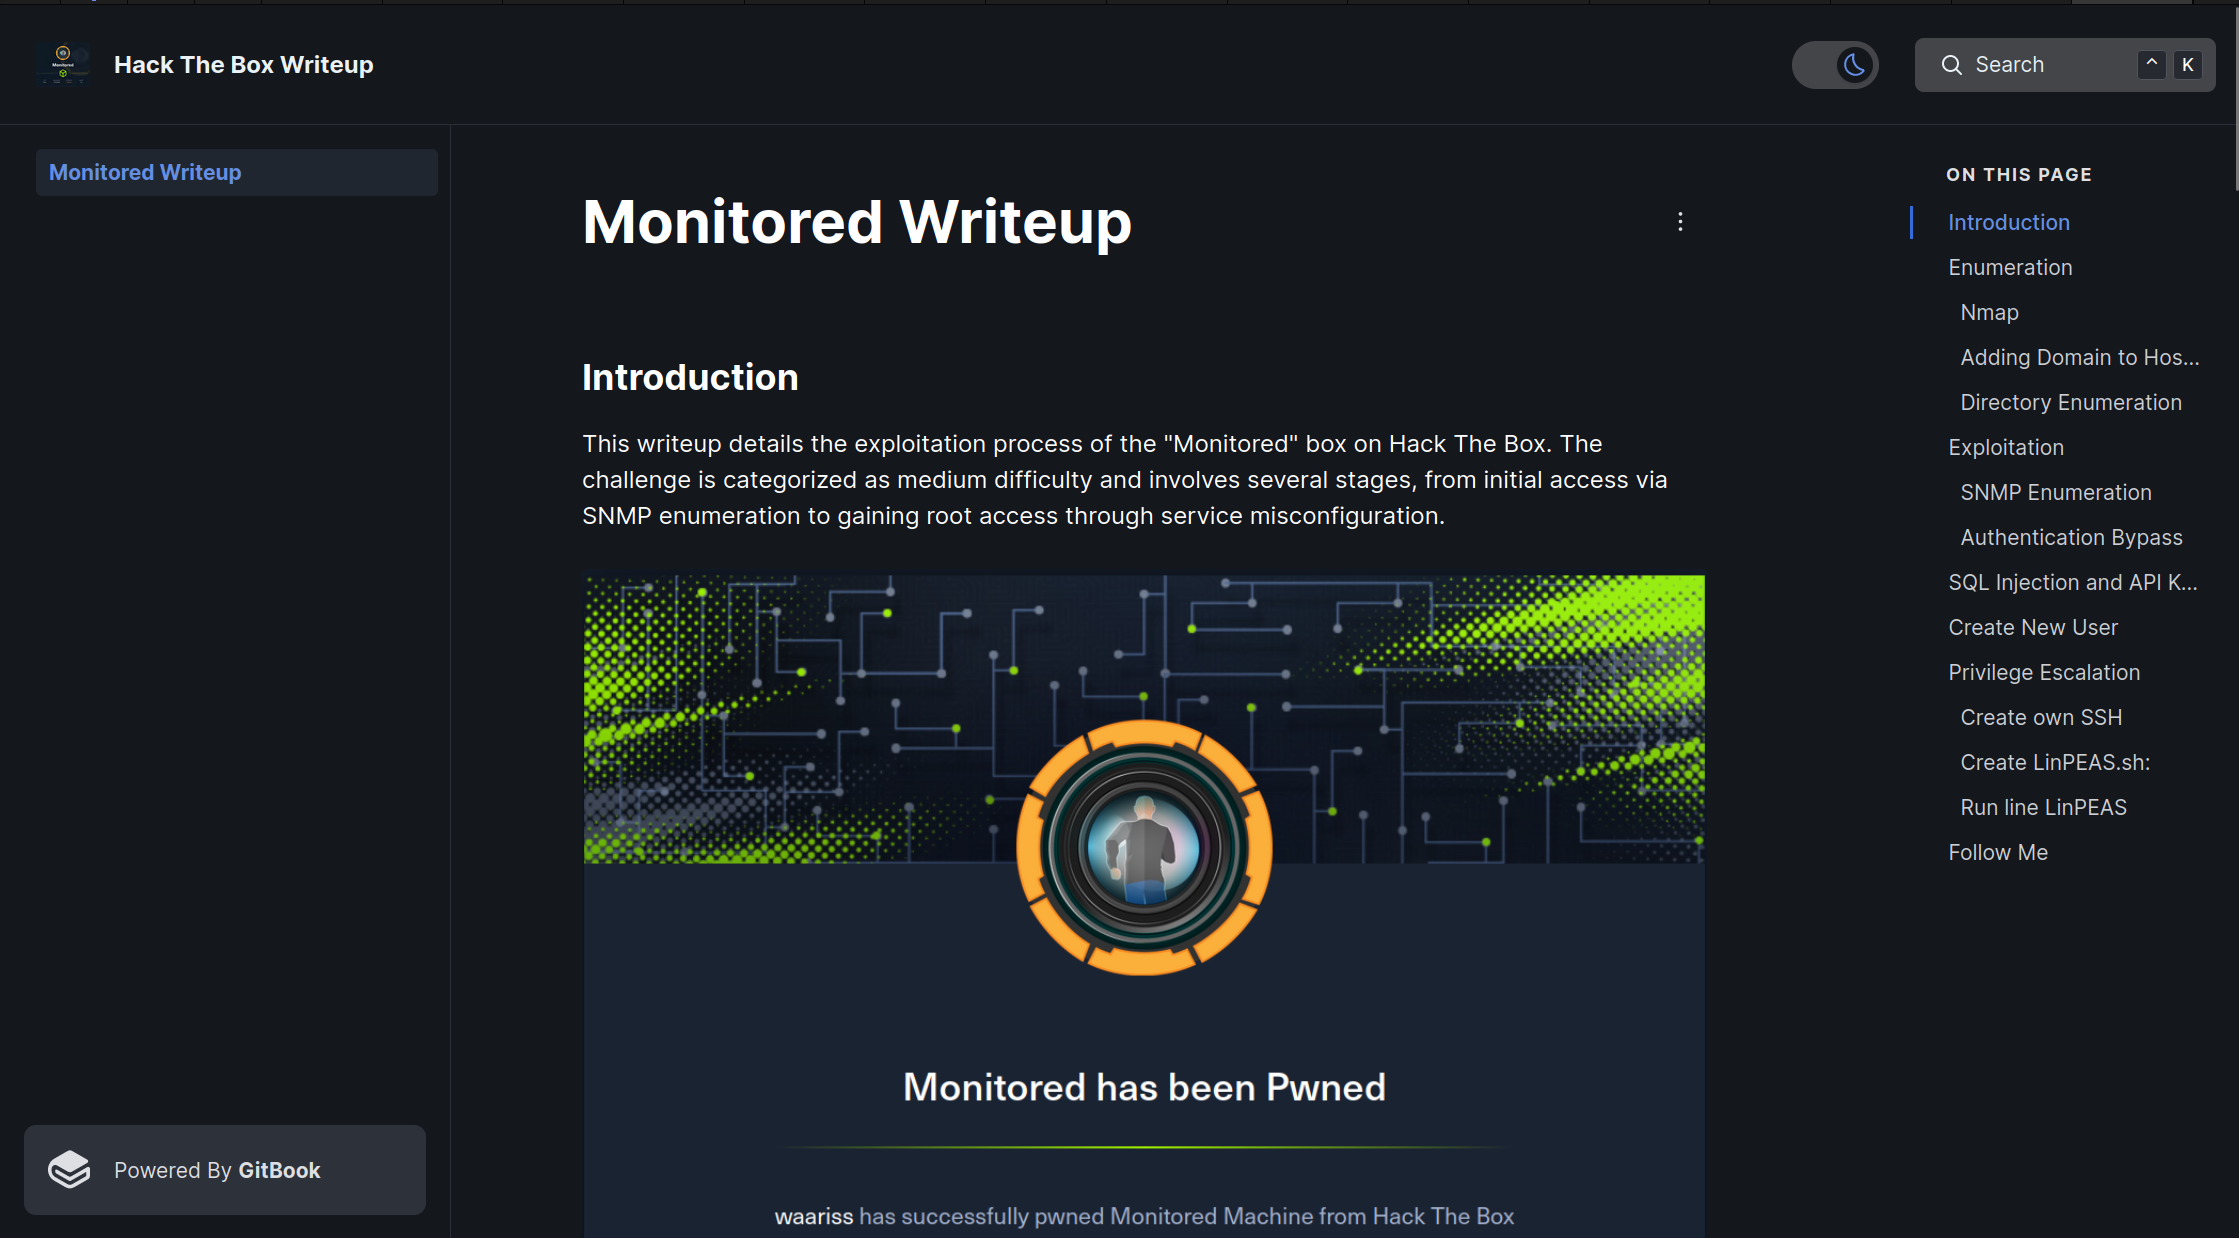 Hack The Box Writeup
Search
^ K
Monitored Writeup
Monitored Writeup
Introduction
This writeup details the exploitation process of the "Monitored" box on Hack The Box. The
challenge is categorized as medium difficulty and involves several stages, from initial access via
SNMP enumeration to gaining root access through service misconfiguration.
Monitored has been Pwned
waariss has successfully pwned Monitored Machine from Hack The Box
ON THIS PAGE
Introduction
Enumeration
Nmap
Adding Domain to Hos...
Directory Enumeration
Exploitation
SNMP Enumeration
Authentication Bypass
SQL Injection and API K...
Create New User
Privilege Escalation
Create own SSH
Create LinPEAS.sh:
Run line LinPEAS
Follow Me
Powered By GitBook